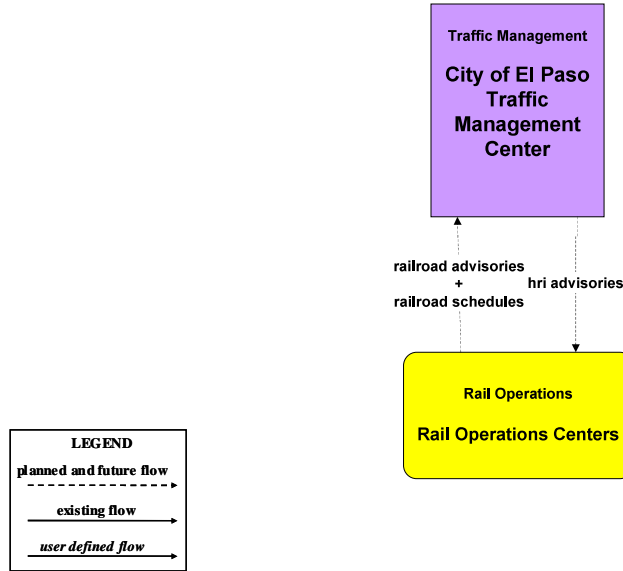 Traffic Management
City of El Paso
Traffic
Management
Center
railroad advisories
+
railroad schedules
hri advisories
Rail Operations
Rail Operations Centers
LEGEND
planned and future flow
existing flow
user defined flow